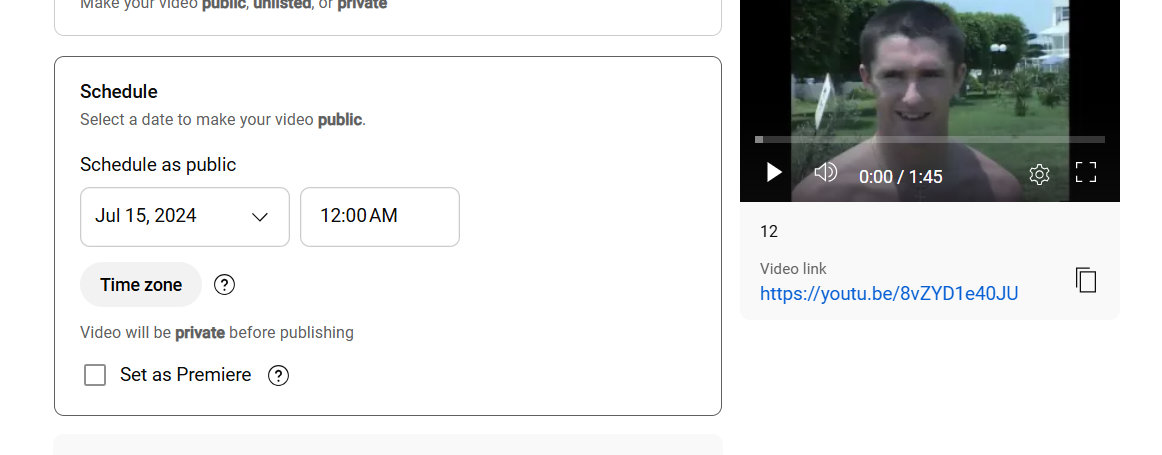 Make your video public, unlisted, or private
Schedule
Select a date to make your video public.
Schedule as public
Jul 15, 2024
12:00 AM
Time zone
Video will be private before publishing
Set as Premiere
0:00 / 1:45
12
Video link
https://youtu.be/8vZYD1e40JU